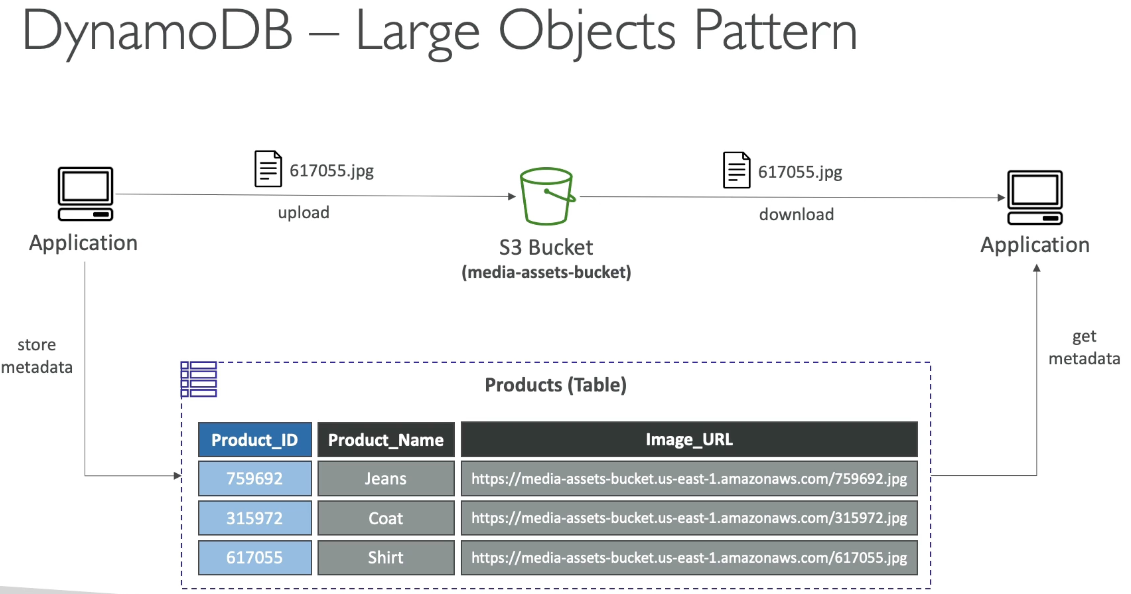 DynamoDB – Large Objects Pattern
617055.jpg
617055.jpg
upload
download
Application
S3 Bucket
(media-assets-bucket)
Application
store
metadata
get
metadata
Products (Table)
Product_ID Product_Name Image_URL
759692 Jeans https://media-assets-bucket.us-east-1.amazonaws.com/759692.jpg
315972 Coat https://media-assets-bucket.us-east-1.amazonaws.com/315972.jpg
617055 Shirt https://media-assets-bucket.us-east-1.amazonaws.com/617055.jpg